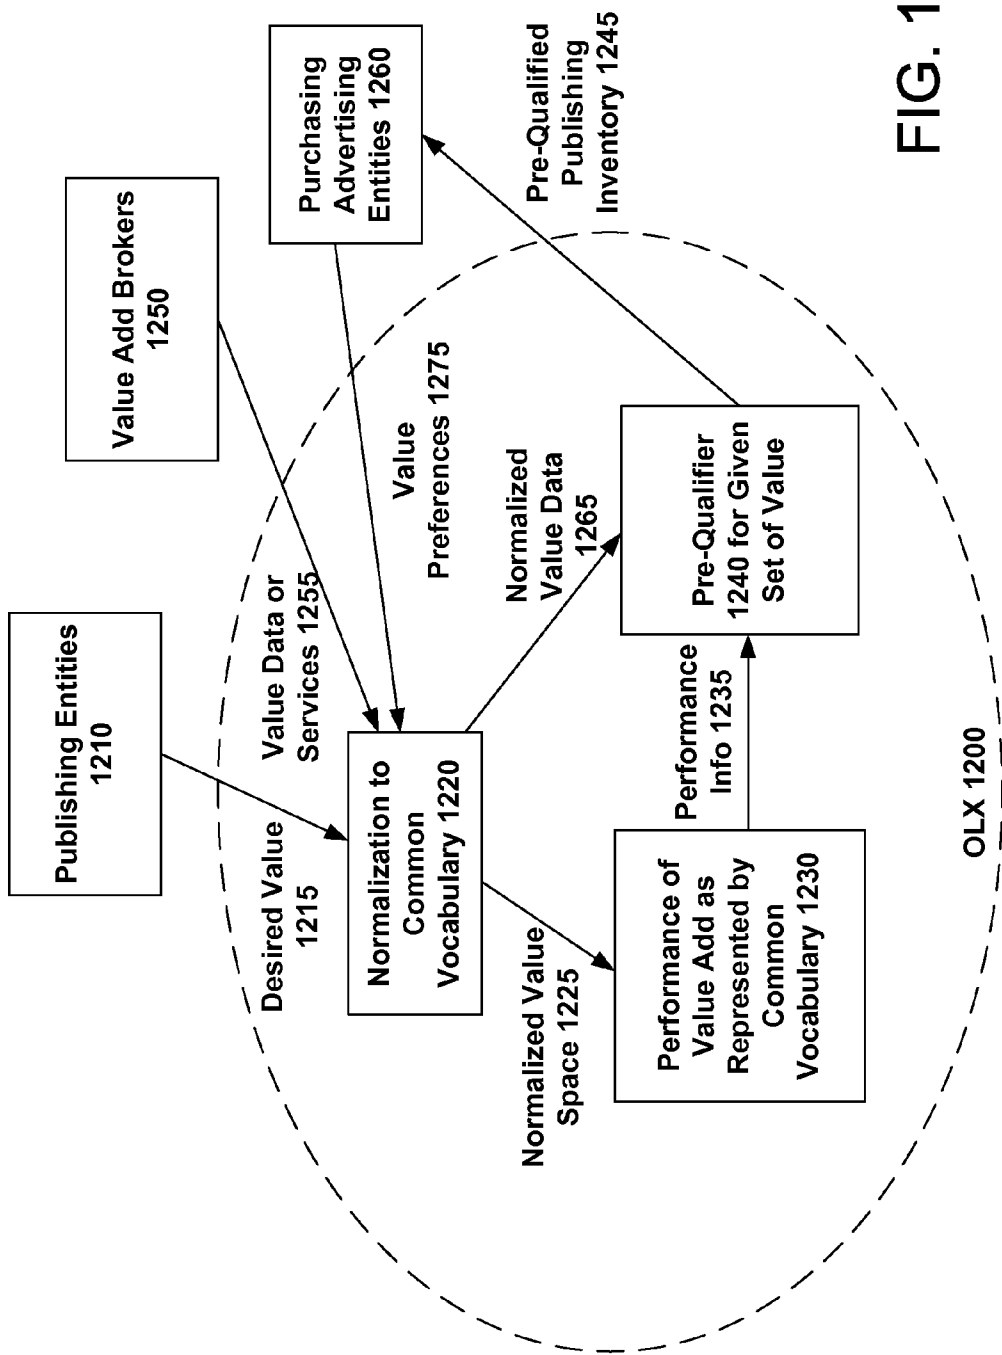 Publishing Entities
1210
Value Add Brokers
1250
Purchasing
Advertising
Entities 1260
Desired Value
1215
Value Data or
Services 1255
Value
Preferences 1275
Pre-Qualified
Publishing
Inventory 1245
Normalization to
Common
Vocabulary 1220
Normalized Value
Space 1225
Normalized
Value Data
1265
Performance of
Value Add as
Represented by
Common
Vocabulary 1230
Performance
Info 1235
Pre-Qualifier
1240 for Given
Set of Value
OLX 1200
FIG. 1